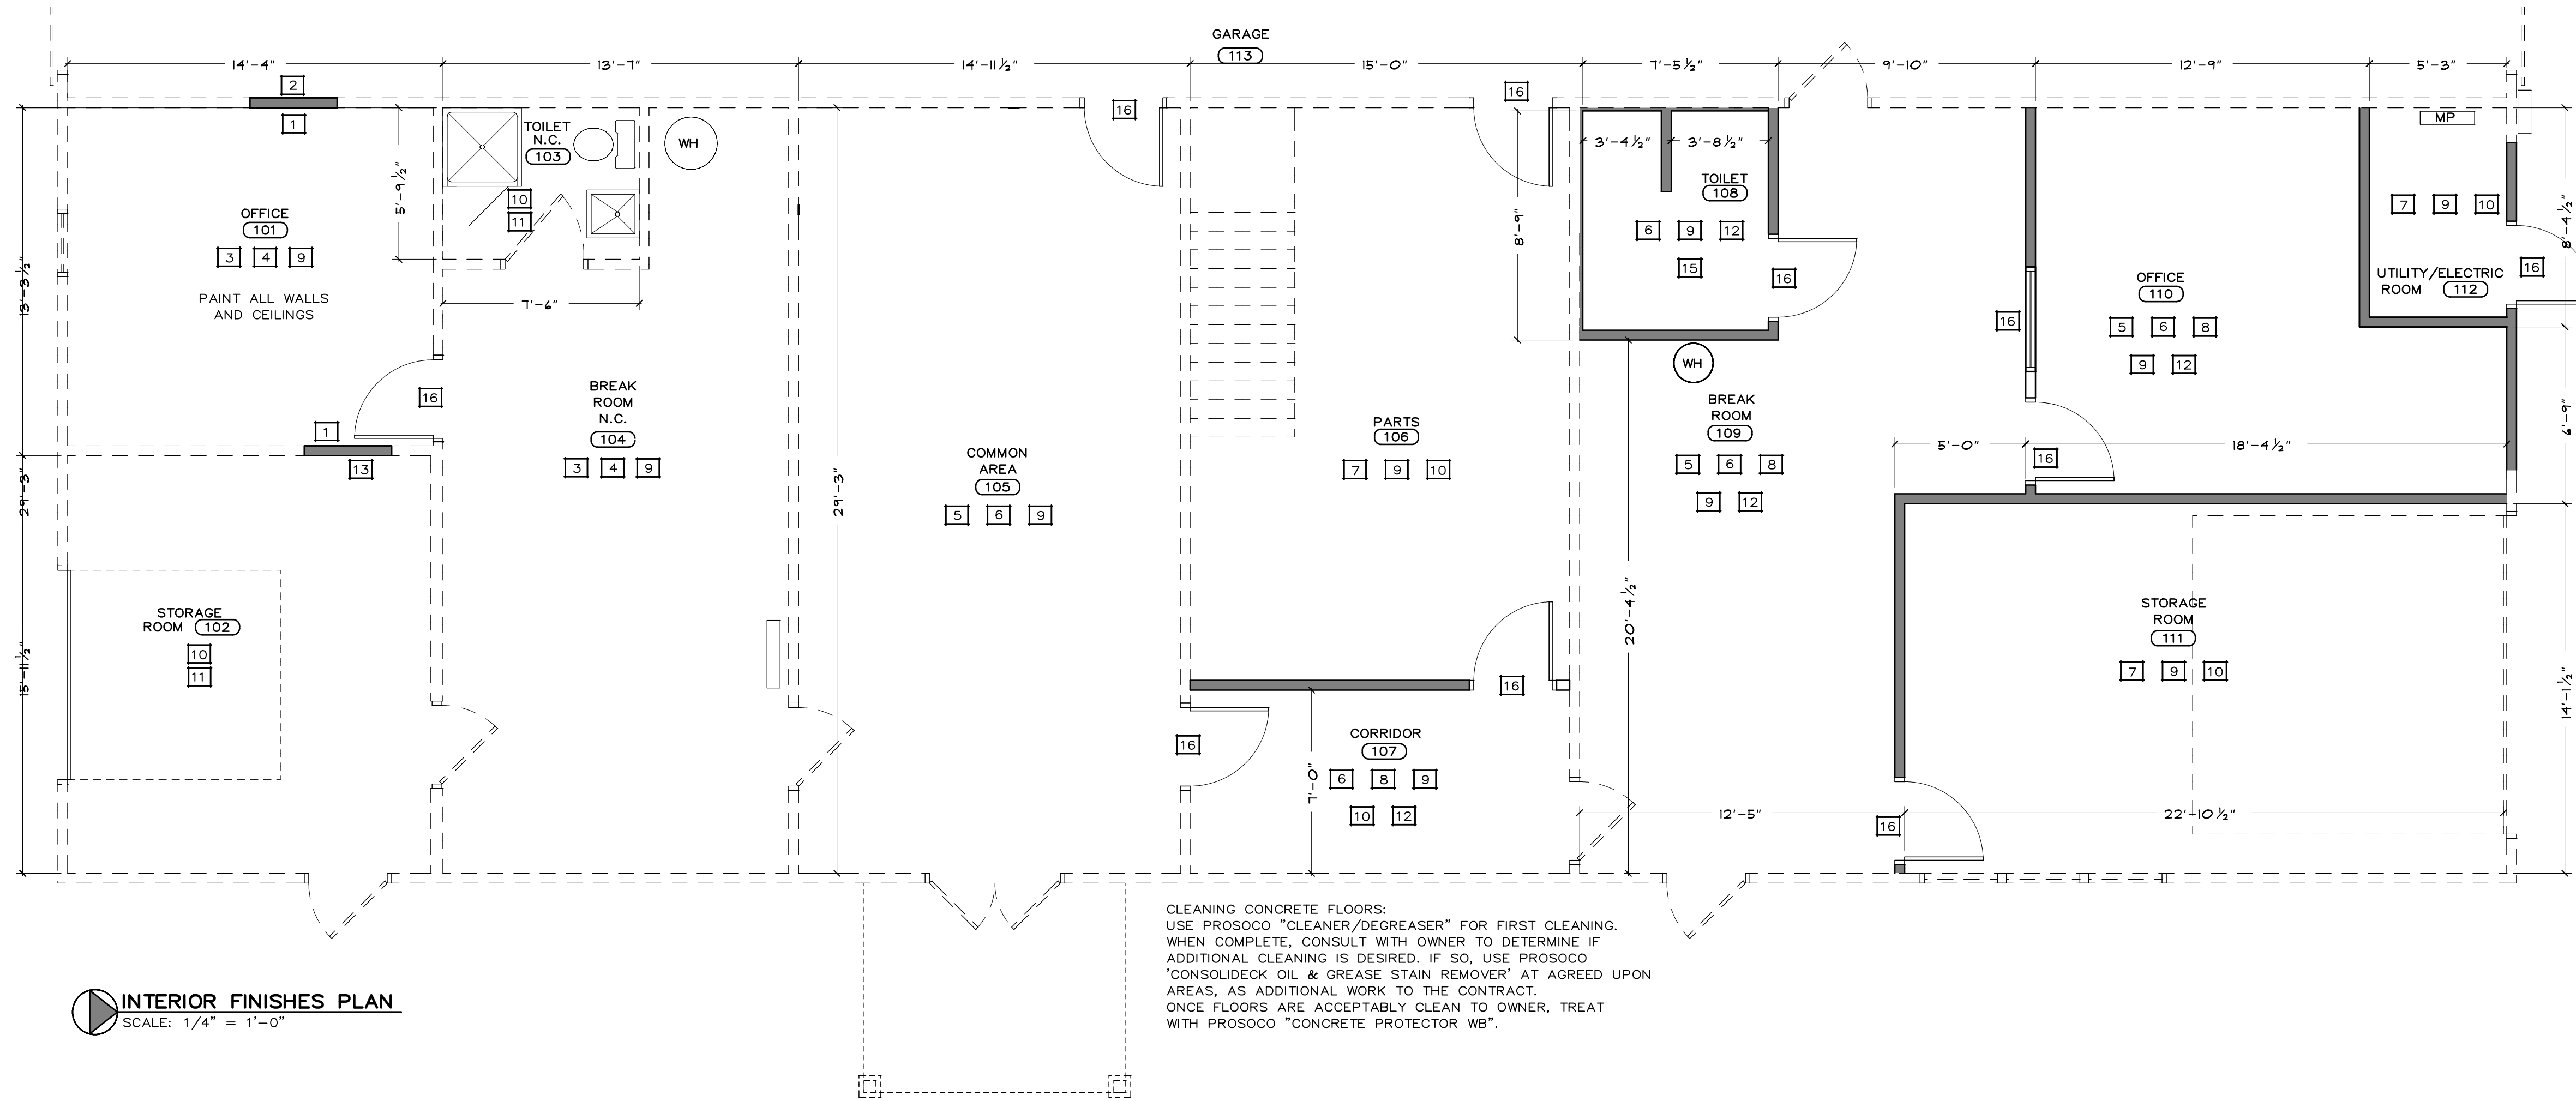 GARAGE
113
14'-4"
13'-7"
14'-11½"
15'-0"
7'-5½"
9'-10"
12'-9"
5'-3"
2
1
16
16
TOILET
N.C.
103
WH
5'-9½"
10
11
7'-6"
OFFICE
101
3 4 9
PAINT ALL WALLS
AND CEILINGS
13'-3½"
29'-3"
15'-11½"
16
1
13
STORAGE
ROOM 102
10
11
BREAK
ROOM
N.C.
104
3 4 9
29'-3"
COMMON
AREA
105
5 6 9
PARTS
106
7 9 10
8'-9"
3'-4½"
3'-8½"
TOILET
108
6 9 12
15
16
WH
BREAK
ROOM
109
5 6 8
9 12
20'-4½"
16
OFFICE
110
5 6 8
9 12
MP
7 9 10
UTILITY/ELECTRIC
ROOM 112
16
8'-4½"
6'-9"
5'-0"
18'-4½"
16
16
16
CORRIDOR
107
6 8 9
10 12
7'-0"
STORAGE
ROOM
111
7 9 10
14'-1½"
12'-5"
22'-10½"
16
CLEANING CONCRETE FLOORS:
USE PROSOCO "CLEANER/DEGREASER" FOR FIRST CLEANING.
WHEN COMPLETE, CONSULT WITH OWNER TO DETERMINE IF
ADDITIONAL CLEANING IS DESIRED. IF SO, USE PROSOCO
'CONSOLIDECK OIL & GREASE STAIN REMOVER' AT AGREED UPON
AREAS, AS ADDITIONAL WORK TO THE CONTRACT.
ONCE FLOORS ARE ACCEPTABLY CLEAN TO OWNER, TREAT
WITH PROSOCO "CONCRETE PROTECTOR WB".
INTERIOR FINISHES PLAN
SCALE: 1/4" = 1'-0"